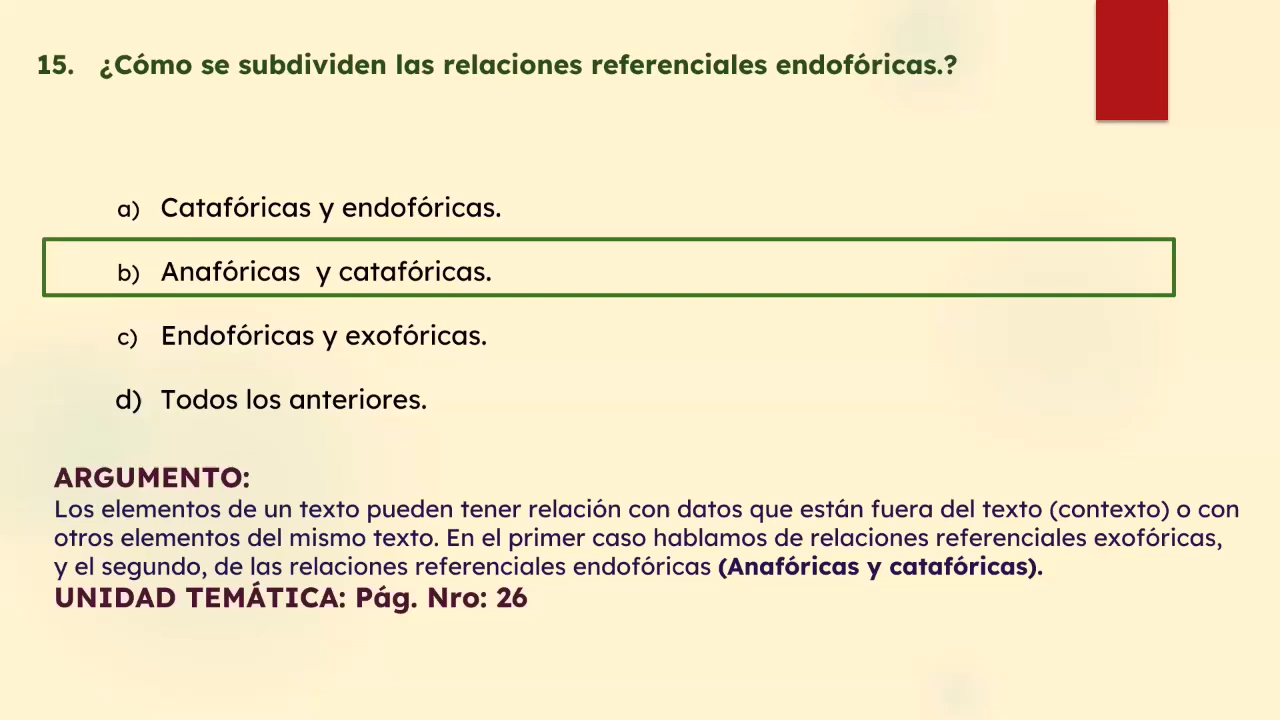 15. ¿Cómo se subdividen las relaciones referenciales endofóricas.?
a) Catafóricas y endofóricas.
b) Anafóricas y catafóricas.
c) Endofóricas y exofóricas.
d) Todos los anteriores.
ARGUMENTO:
Los elementos de un texto pueden tener relación con datos que están fuera del texto (contexto) o con
otros elementos del mismo texto. En el primer caso hablamos de relaciones referenciales exofóricas,
y el segundo, de las relaciones referenciales endofóricas (Anafóricas y catafóricas).
UNIDAD TEMÁTICA: Pág. Nro: 26